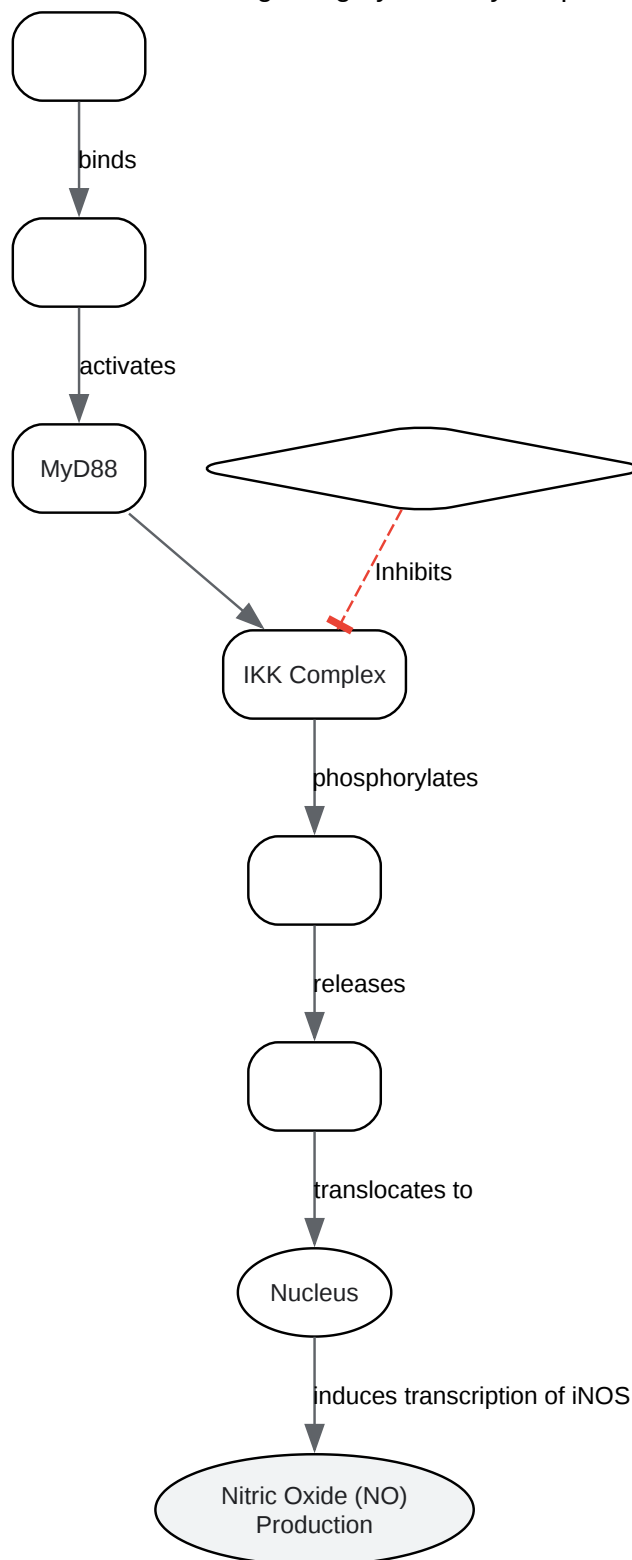 binds
activates
MyD88
Inhibits
IKK Complex
phosphorylates
releases
translocates to
Nucleus
induces transcription of iNOS
Nitric Oxide (NO)
Production